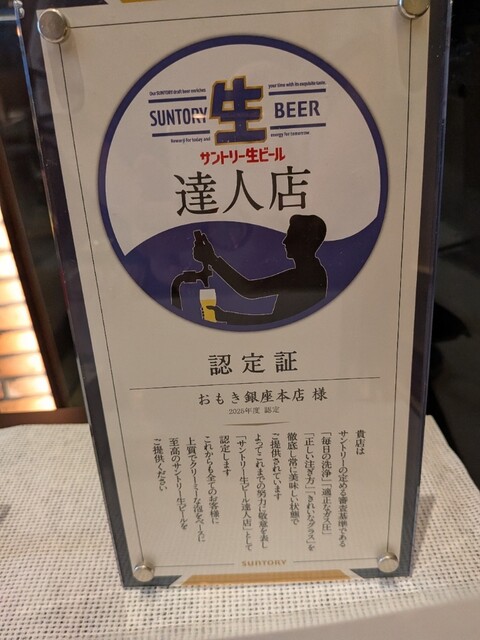 Our SUNTORY draft beer enriches
your time with its exquisite taste.
SUNTORY 生 BEER
Reward for today and
energy for tomorrow.
サントリー生ビール
達人店
認定証
おもき銀座本店 様
2025年度 認定
貴店は
サントリーの定める審査基準である
「毎日の洗浄」「適正なガス圧」
「正しい注ぎ方」「きれいなグラス」を
徹底し常に美味しい状態で
ご提供されています
よってこれまでの努力に敬意を表し
「サントリー生ビール達人店」として
認定します
これからも全てのお客様に
上質でクリーミーな泡をベースに
至高のサントリー生ビールを
ご提供ください
SUNTORY